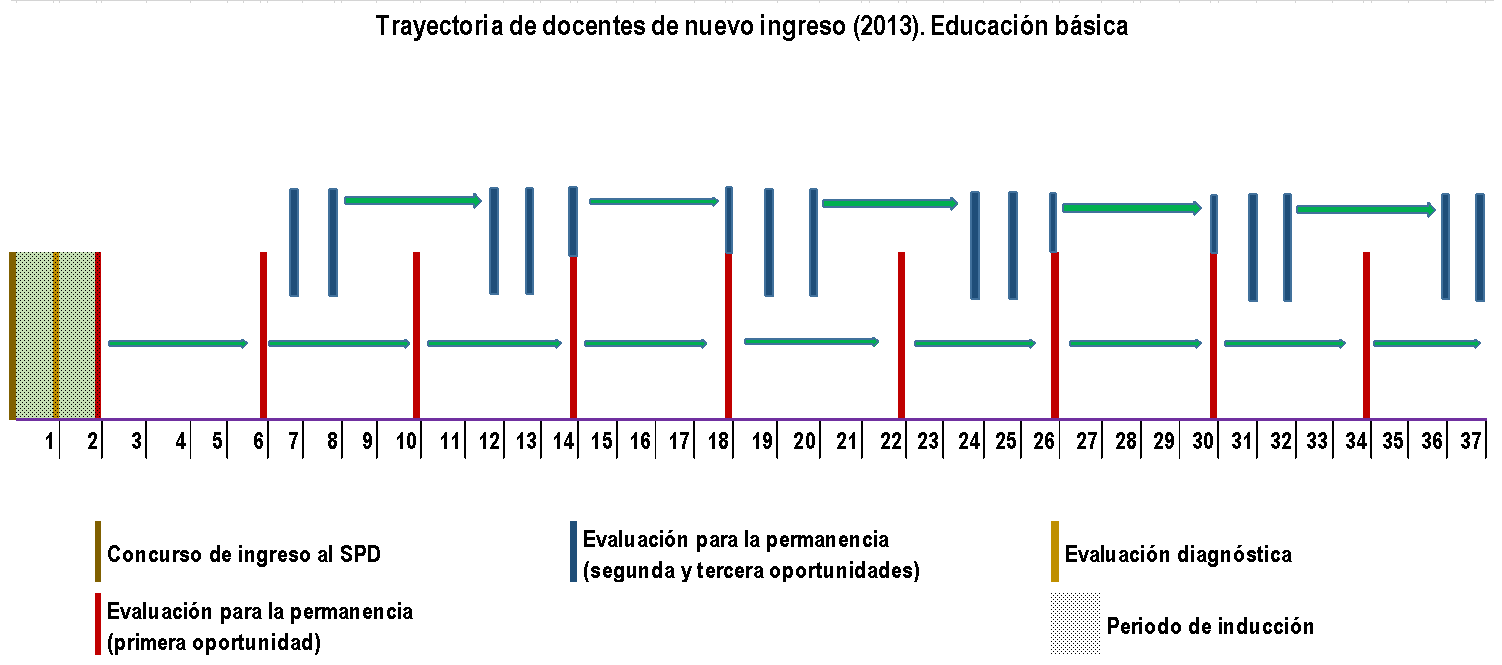 Trayectoria de docentes de nuevo ingreso (2013). Educación básica
1 2 3 4 5 6 7 8 9 10 11 12 13 14 15 16 17 18 19 20 21 22 23 24 25 26 27 28 29 30 31 32 33 34 35 36 37
Concurso de ingreso al SPD
Evaluación para la permanencia
(primera oportunidad)
Evaluación para la permanencia
(segunda y tercera oportunidades)
Evaluación diagnóstica
Periodo de inducción